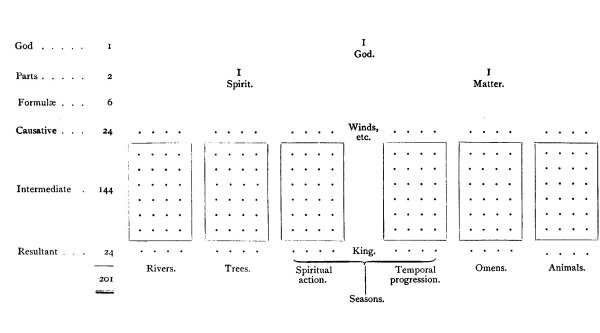 I
God.
God . . . . . 1
I
Spirit.
I
Matter.
Parts . . . . 2
Formulæ . . . 6
Causative . . . 24
Winds,
etc.
Intermediate . 144
Resultant . . . 24
King.
201
Rivers.
Trees.
Spiritual
action.
Temporal
progression.
Omens.
Animals.
Seasons.